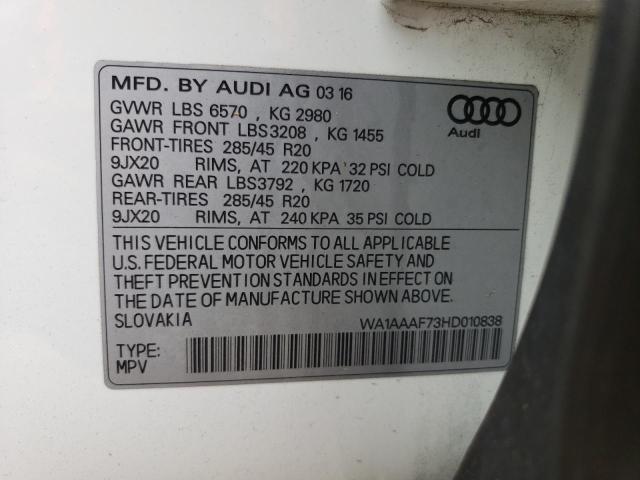 MFD. BY AUDI AG 03 16
GVWR LBS 6570 , KG 2980
GAWR FRONT LBS3208 , KG 1455
FRONT-TIRES 285/45 R20
9JX20 RIMS, AT 220 KPA 32 PSI COLD
GAWR REAR LBS3792 , KG 1720
REAR-TIRES 285/45 R20
9JX20 RIMS, AT 240 KPA 35 PSI COLD
Audi
THIS VEHICLE CONFORMS TO ALL APPLICABLE
U.S. FEDERAL MOTOR VEHICLE SAFETY AND
THEFT PREVENTION STANDARDS IN EFFECT ON
THE DATE OF MANUFACTURE SHOWN ABOVE.
SLOVAKIA WA1AAAF73HD010838
TYPE:
MPV